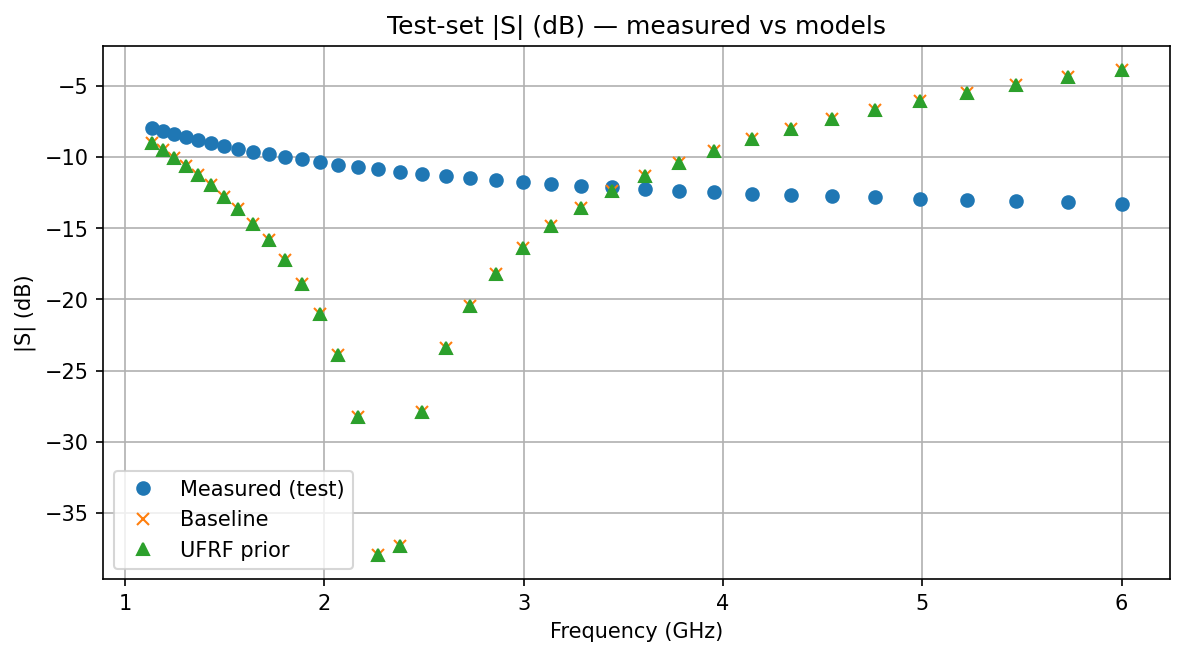 Test-set |S| (dB) — measured vs models
|S| (dB)
−5
−10
−15
−20
−25
−30
−35
Measured (test)
Baseline
UFRF prior
1 2 3 4 5 6
Frequency (GHz)